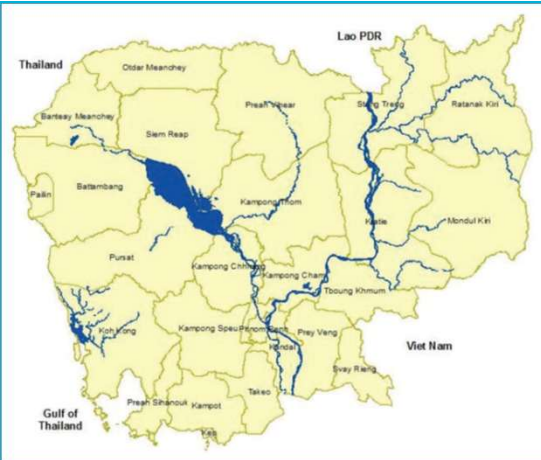 Lao PDR
Thailand
Otdar Meanchey
Preah Vihear
Stung Treng
Ratanak Kiri
Banteay Meanchey
Siem Reap
Pailin
Battambang
Kampong Thom
Kratie
Mondul Kiri
Pursat
Kampong Chhnang
Kampong Cham
Tboung Khmum
Koh Kong
Kampong Speu
Phnom Penh
Prey Veng
Kandal
Viet Nam
Svay Rieng
Takeo
Preah Sihanouk
Kampot
Gulf of
Thailand
Kep